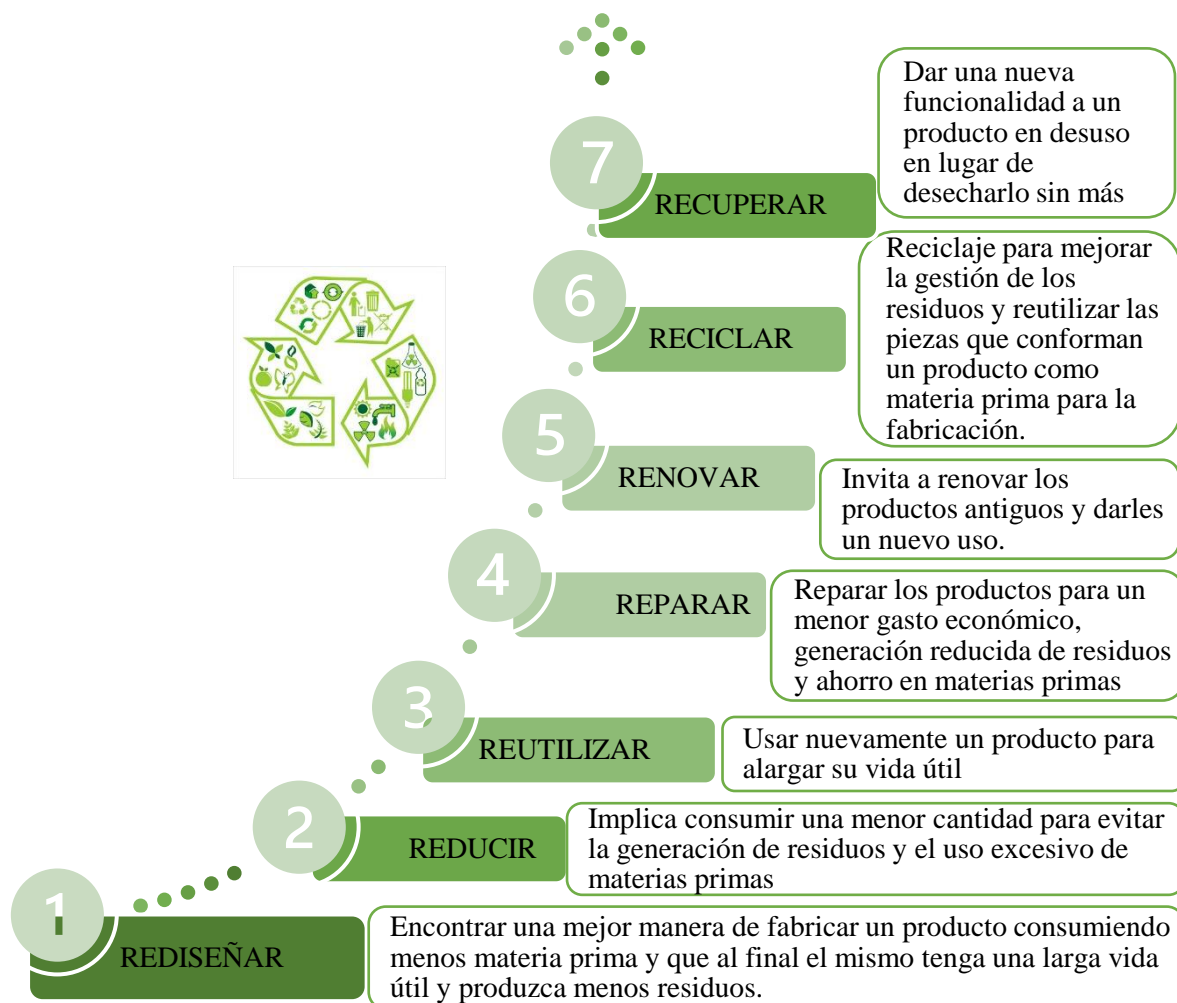 7
RECUPERAR
Dar una nueva
funcionalidad a un
producto en desuso
en lugar de
desecharlo sin más
6
RECICLAR
Reciclaje para mejorar
la gestión de los
residuos y reutilizar las
piezas que conforman
un producto como
materia prima para la
fabricación.
5
RENOVAR
Invita a renovar los
productos antiguos y darles
un nuevo uso.
4
REPARAR
Reparar los productos para un
menor gasto económico,
generación reducida de residuos
y ahorro en materias primas
3
REUTILIZAR
Usar nuevamente un producto para
alargar su vida útil
2
REDUCIR
Implica consumir una menor cantidad para evitar
la generación de residuos y el uso excesivo de
materias primas
1
REDISEÑAR
Encontrar una mejor manera de fabricar un producto consumiendo
menos materia prima y que al final el mismo tenga una larga vida
útil y produzca menos residuos.